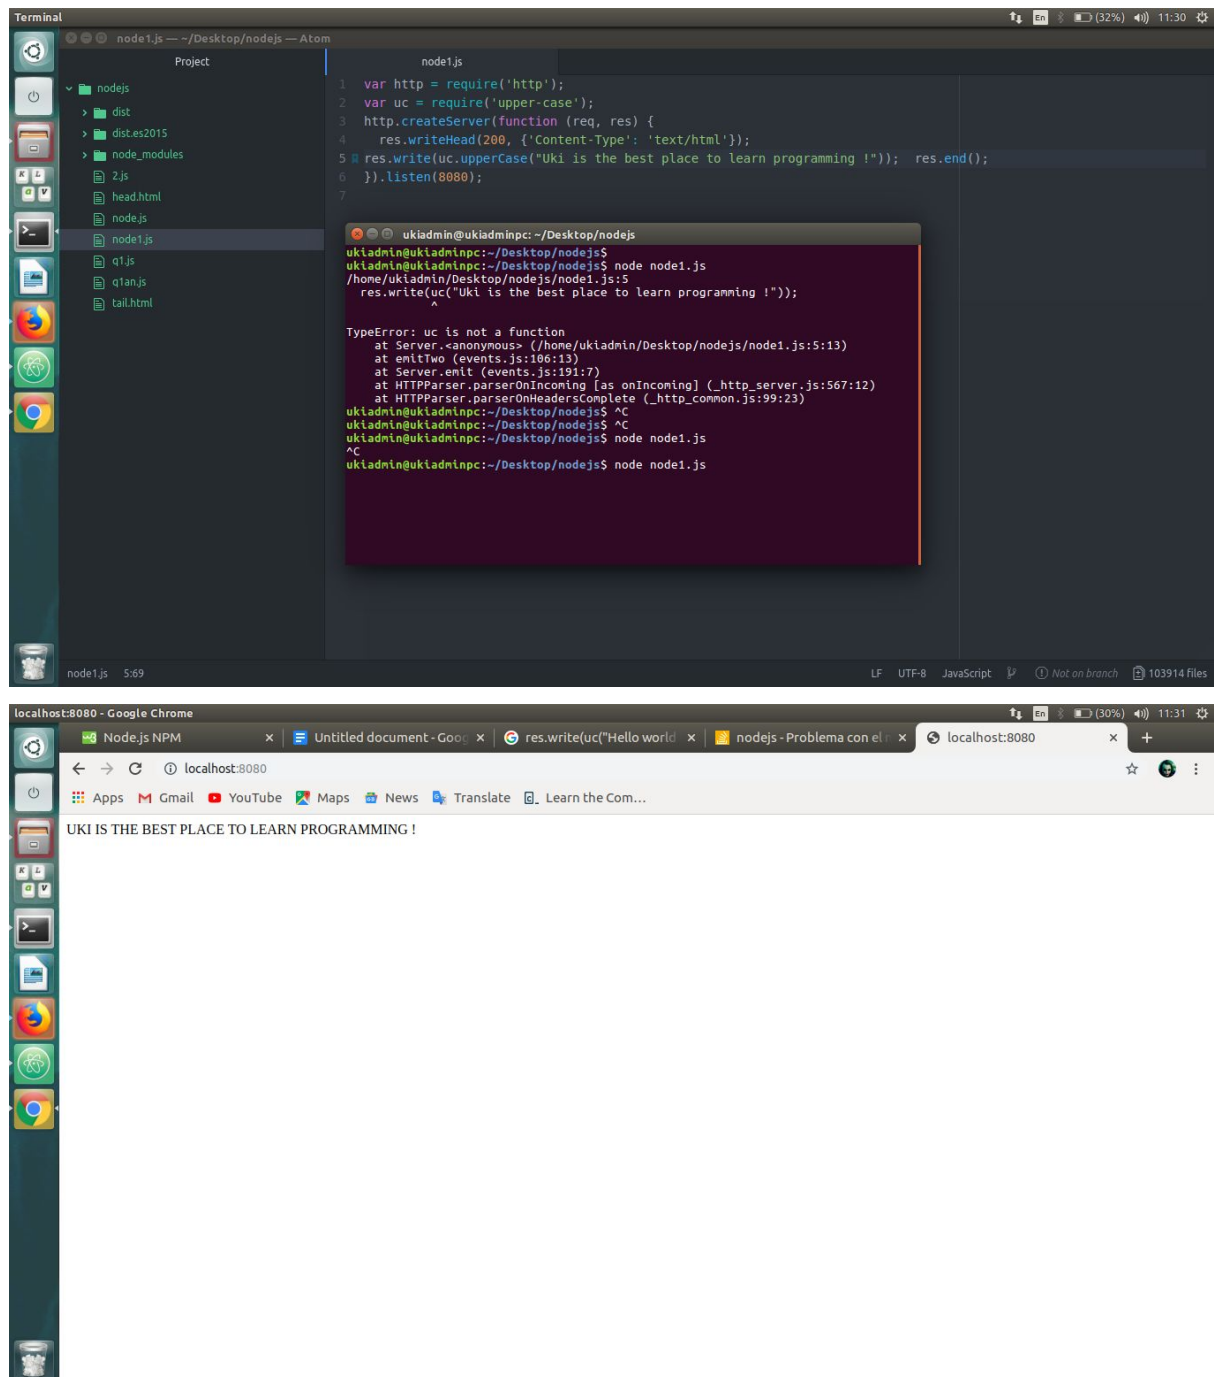 Terminal
En (32%) 11:30
node1.js — ~/Desktop/nodejs — Atom
Project
node1.js
nodejs
dist
dist.es2015
node_modules
2.js
head.html
node.js
node1.js
q1.js
q1an.js
tail.html
1 var http = require('http');
2 var uc = require('upper-case');
3 http.createServer(function (req, res) {
4 res.writeHead(200, {'Content-Type': 'text/html'});
5 res.write(uc.upperCase("Uki is the best place to learn programming !")); res.end();
6 }).listen(8080);
7
ukiadmin@ukiadminpc: ~/Desktop/nodejs
ukiadmin@ukiadminpc:~/Desktop/nodejs$
ukiadmin@ukiadminpc:~/Desktop/nodejs$ node node1.js
/home/ukiadmin/Desktop/nodejs/node1.js:5
res.write(uc("Uki is the best place to learn programming !"));
^
TypeError: uc is not a function
at Server.<anonymous> (/home/ukiadmin/Desktop/nodejs/node1.js:5:13)
at emitTwo (events.js:106:13)
at Server.emit (events.js:191:7)
at HTTPParser.parserOnIncoming [as onIncoming] (_http_server.js:567:12)
at HTTPParser.parserOnHeadersComplete (_http_common.js:99:23)
ukiadmin@ukiadminpc:~/Desktop/nodejs$ ^C
ukiadmin@ukiadminpc:~/Desktop/nodejs$ ^C
ukiadmin@ukiadminpc:~/Desktop/nodejs$ node node1.js
^C
ukiadmin@ukiadminpc:~/Desktop/nodejs$ node node1.js
node1.js 5:69
LF UTF-8 JavaScript Not on branch 103914 files
localhost:8080 - Google Chrome
En (30%) 11:31
Node.js NPM
Untitled document - Goog
res.write(uc("Hello world
nodejs - Problema con el
localhost:8080
localhost:8080
Apps Gmail YouTube Maps News Translate Learn the Com...
UKI IS THE BEST PLACE TO LEARN PROGRAMMING !